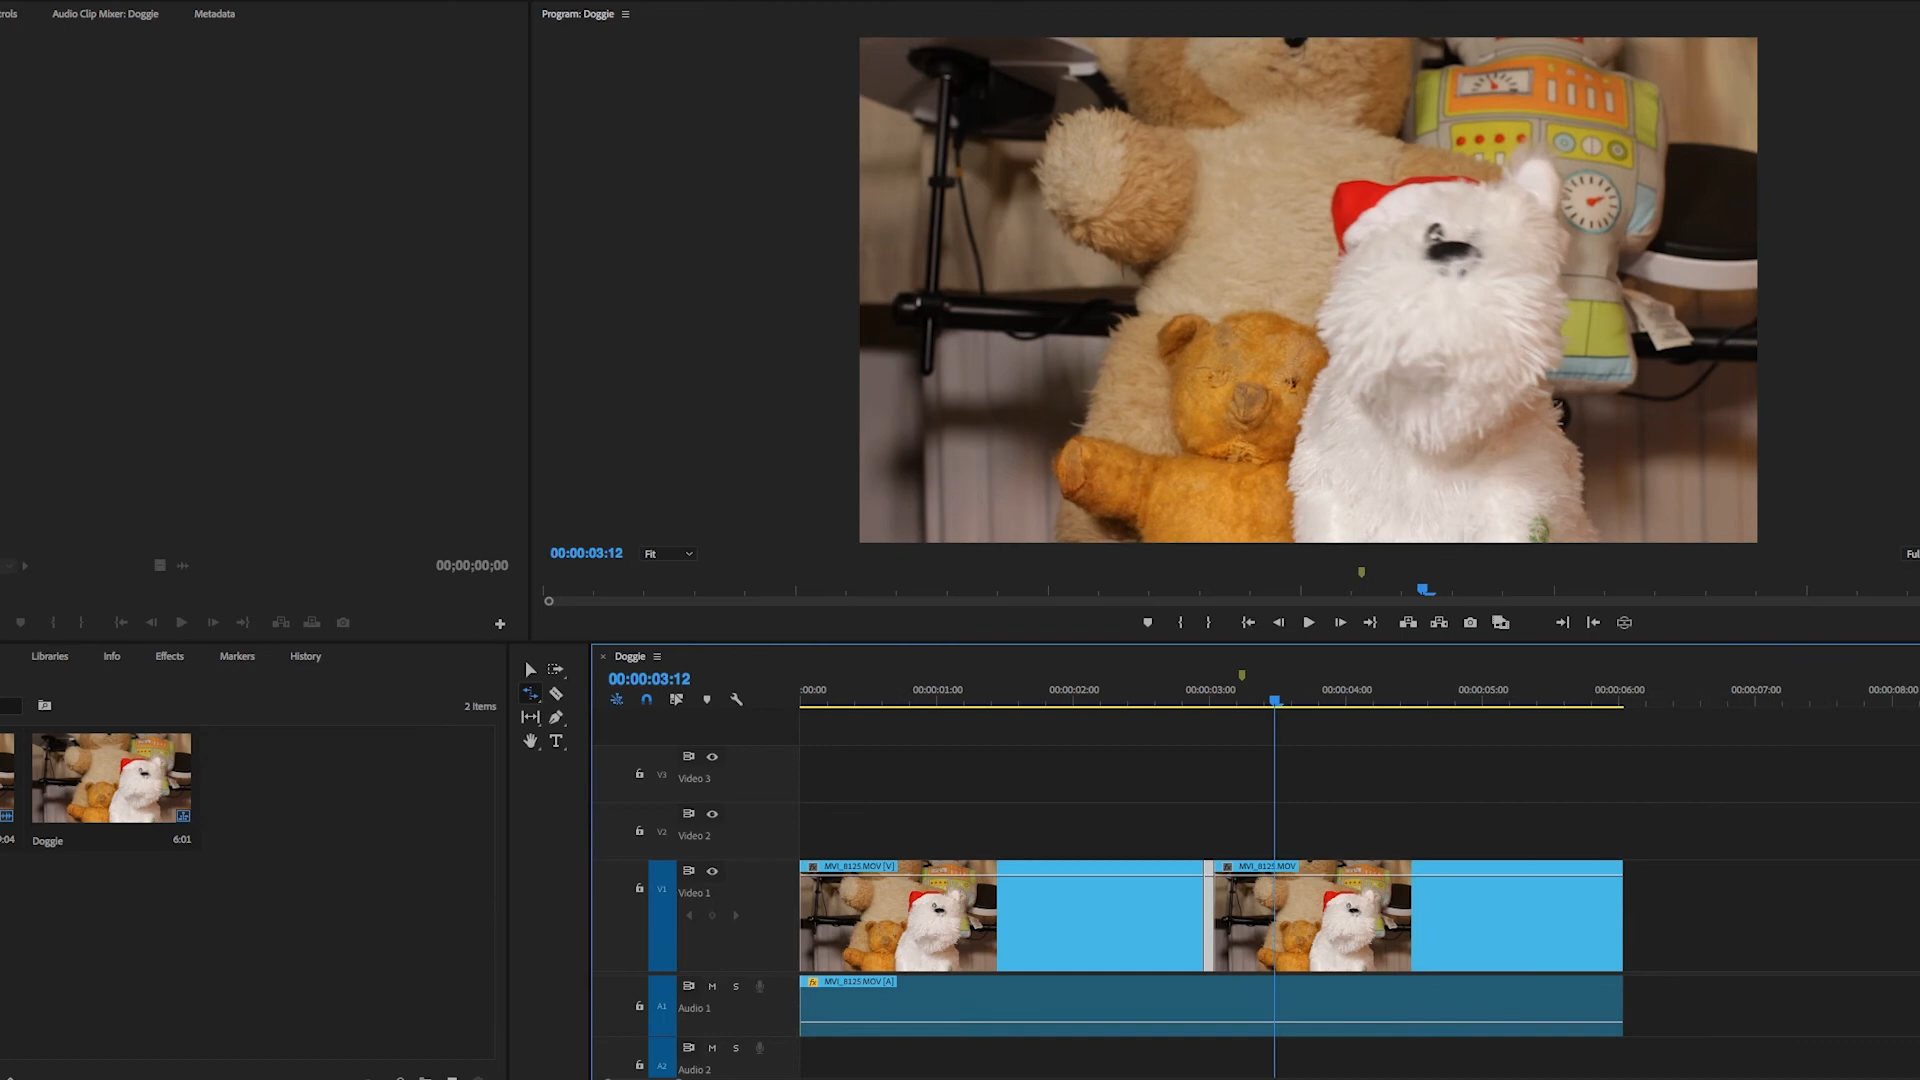 rols
Audio Clip Mixer: Doggie
Metadata
Program: Doggie
00:00:03:12
Fit
Ful
00;00;00;00
Libraries
Info
Effects
Markers
History
2 Items
9:04
Doggie
6:01
Doggie
00:00:03:12
:00:00
00:00:01:00
00:00:02:00
00:00:03:00
00:00:04:00
00:00:05:00
00:00:06:00
00:00:07:00
00:00:08:00
V3
Video 3
V2
Video 2
V1
Video 1
MVI_8125.MOV [V]
MVI_8125.MOV
A1
M
S
Audio 1
fx
MVI_8125.MOV [A]
A2
M
S
Audio 2